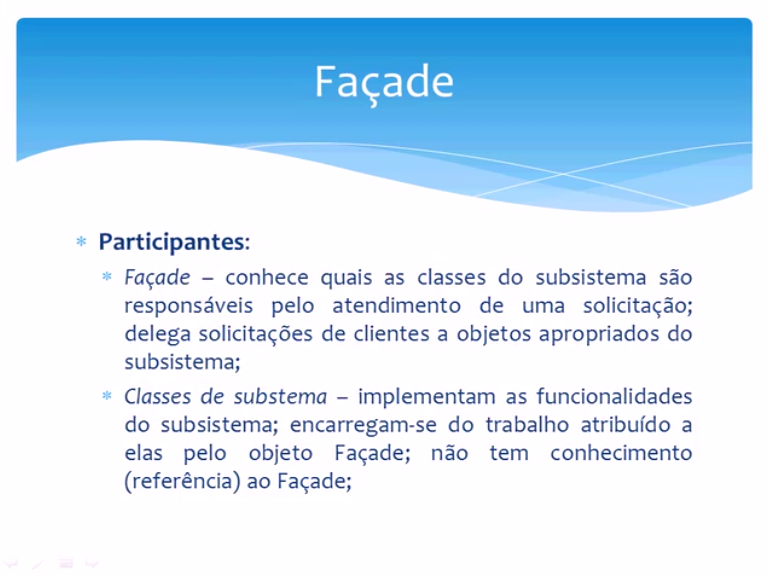 Façade
Participantes:
Façade – conhece quais as classes do subsistema são
responsáveis pelo atendimento de uma solicitação;
delega solicitações de clientes a objetos apropriados do
subsistema;
Classes de substema – implementam as funcionalidades
do subsistema; encarregam-se do trabalho atribuído a
elas pelo objeto Façade; não tem conhecimento
(referência) ao Façade;